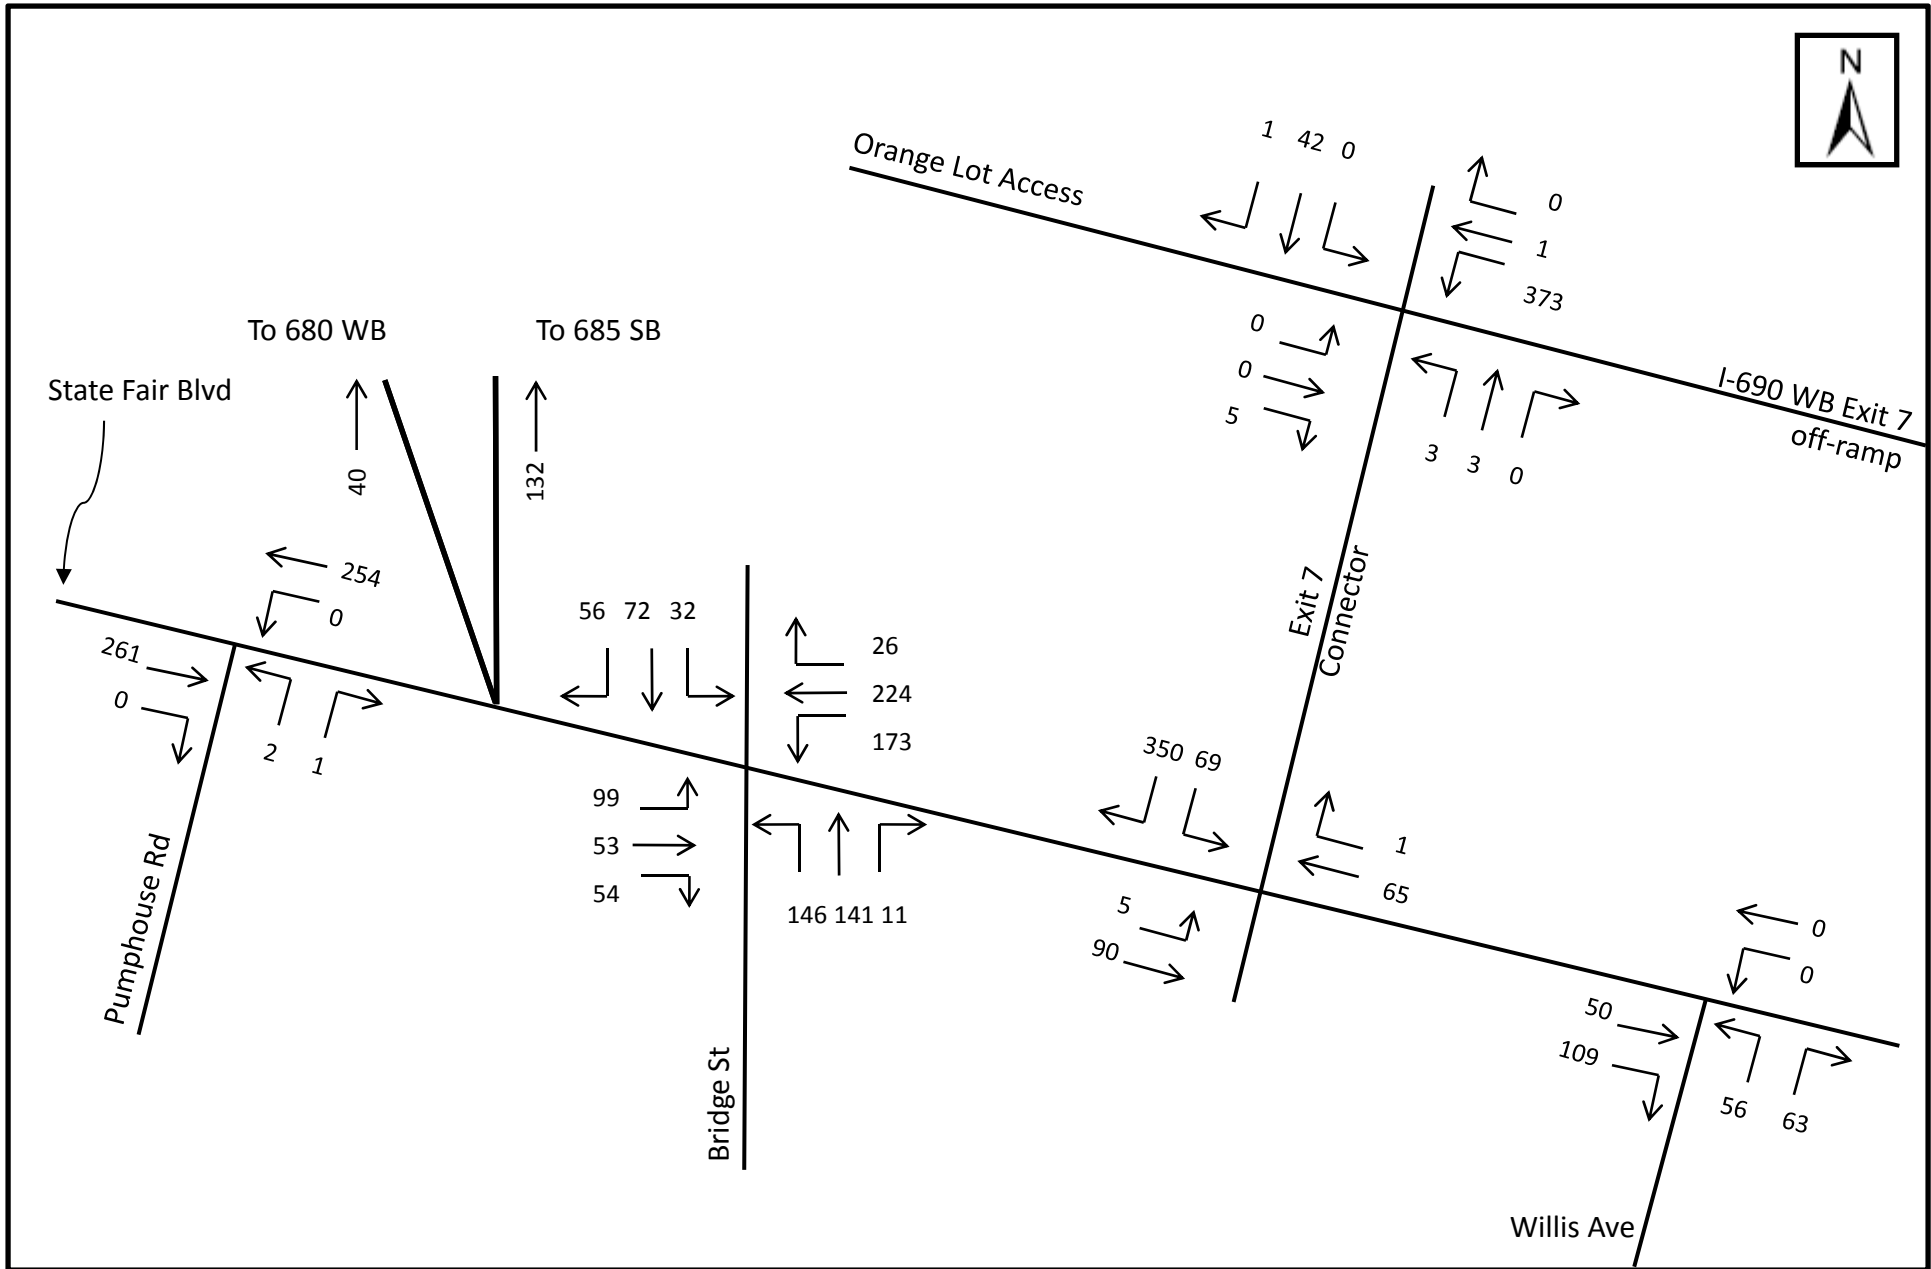 N
1 42 0
0
1
373
Orange Lot Access
0
0
5
3 3 0
I-690 WB Exit 7
off-ramp
To 680 WB
To 685 SB
40
132
State Fair Blvd
254
0
261
0
2 1
Pumphouse Rd
56 72 32
26
224
173
99
53
54
146 141 11
Bridge St
Exit 7
Connector
350 69
1
65
5
90
0
0
50
109
56 63
Willis Ave